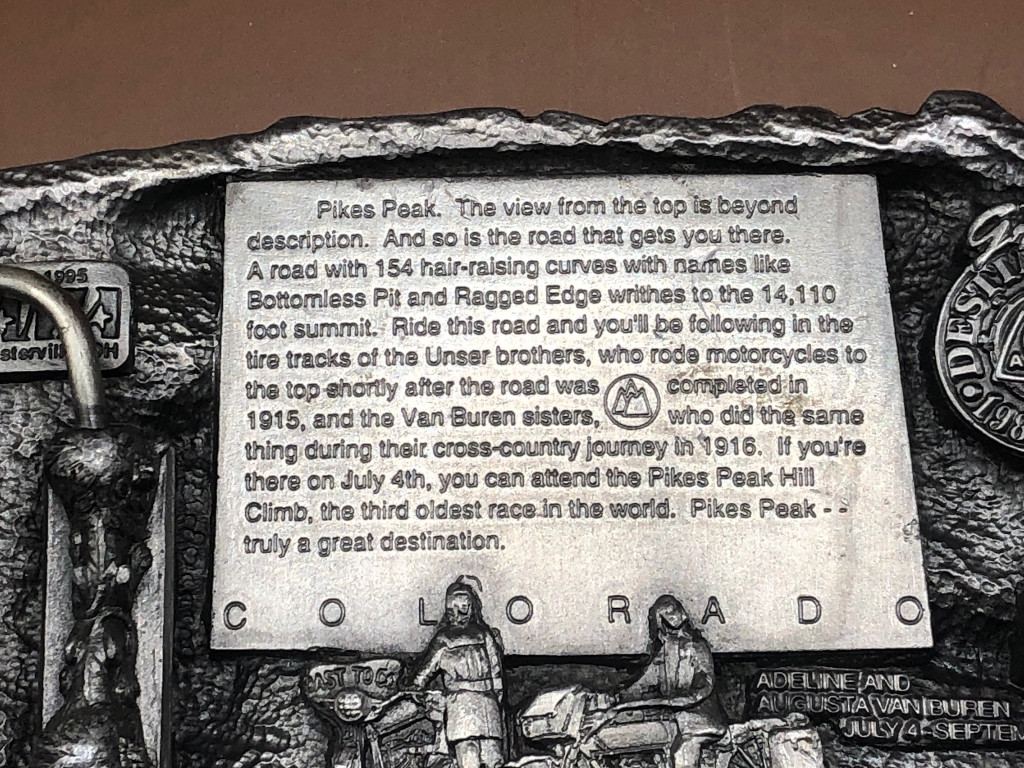 Pikes Peak. The view from the top is beyond
description. And so is the road that gets you there.
A road with 154 hair-raising curves with names like
Bottomless Pit and Ragged Edge writhes to the 14,110
foot summit. Ride this road and you'll be following in the
tire tracks of the Unser brothers, who rode motorcycles to
the top shortly after the road was completed in
1915, and the Van Buren sisters, who did the same
thing during their cross-country journey in 1916. If you're
there on July 4th, you can attend the Pikes Peak Hill
Climb, the third oldest race in the world. Pikes Peak - -
truly a great destination.
COLORADO
1995
OH
ADELINE AND
AUGUSTA VAN BUREN
JULY 4-SEPTEM